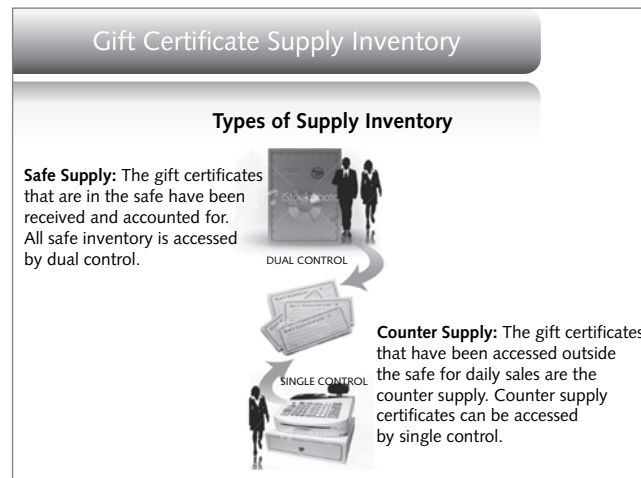 Gift Certificate Supply Inventory
Types of Supply Inventory
Safe Supply: The gift certificates
that are in the safe have been
received and accounted for.
All safe inventory is accessed
by dual control.
iStockphoto
DUAL CONTROL
Counter Supply: The gift certificates
that have been accessed outside
the safe for daily sales are the
counter supply. Counter supply
certificates can be accessed
by single control.
SINGLE CONTROL